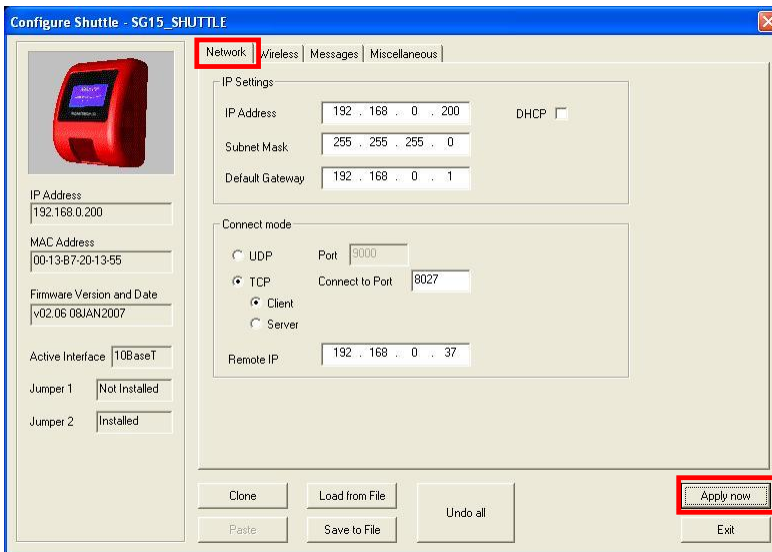 Configure Shuttle - SG15_SHUTTLE
Network Wireless Messages Miscellaneous
IP Address
192.168.0.200
MAC Address
00-13-B7-20-13-55
Firmware Version and Date
v02.06 08JAN2007
Active Interface 10BaseT
Jumper 1 Not Installed
Jumper 2 Installed
IP Settings
IP Address 192 . 168 . 0 . 200 DHCP
Subnet Mask 255 . 255 . 255 . 0
Default Gateway 192 . 168 . 0 . 1
Connect mode
UDP Port 9000
TCP Connect to Port 8027
Client
Server
Remote IP 192 . 168 . 0 . 37
Clone Load from File Undo all Apply now
Paste Save to File Exit